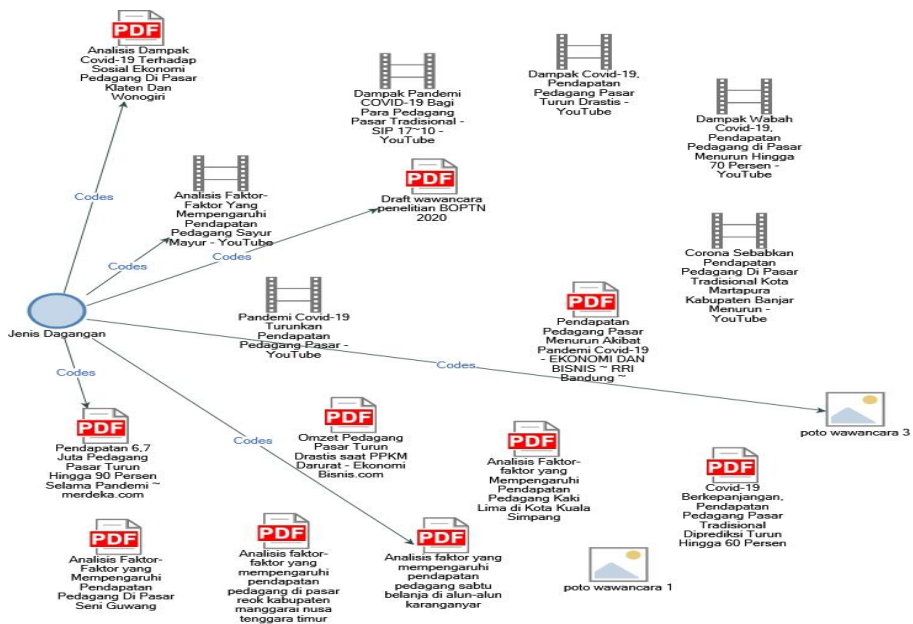 PDF
Analisis Dampak
Covid-19 Terhadap
Sosial Ekonomi
Pedagang Di Pasar
Klaten Dan
Wonogiri
Dampak Pandemi
COVID-19 Bagi
Para Pedagang
Pasar Tradisional -
SIP 17~10 -
YouTube
Dampak Covid-19,
Pendapatan
Pedagang Pasar
Turun Drastis -
YouTube
Dampak Wabah
Covid-19,
Pendapatan
Pedagang di Pasar
Menurun Hingga
70 Persen -
YouTube
Codes
Analisis Faktor-
Faktor Yang
Mempengaruhi
Pendapatan
Pedagang Sayur
Mayur - YouTube
PDF
Draft wawancara
penelitian BOPTN
2020
Codes
Codes
Corona Sebabkan
Pendapatan
Pedagang Di Pasar
Tradisional Kota
Martapura
Kabupaten Banjar
Menurun -
YouTube
Jenis Dagangan
Pandemi Covid-19
Turunkan
Pendapatan
Pedagang Pasar -
YouTube
PDF
Pendapatan
Pedagang Pasar
Menurun Akibat
Pandemi Covid-19
- EKONOMI DAN
BISNIS ~ RRI
Bandung ~
Codes
Codes
poto wawancara 3
PDF
Pendapatan 6,7
Juta Pedagang
Pasar Turun
Hingga 90 Persen
Selama Pandemi ~
merdeka.com
Codes
PDF
Omzet Pedagang
Pasar Turun
Drastis saat PPKM
Darurat - Ekonomi
Bisnis.com
PDF
Analisis Faktor-
faktor yang
Mempengaruhi
Pendapatan
Pedagang Kaki
Lima di Kota Kuala
Simpang
PDF
Covid-19
Berkepanjangan,
Pendapatan
Pedagang Pasar
Tradisional
Diprediksi Turun
Hingga 60 Persen
PDF
Analisis Faktor-
Faktor yang
Mempengaruhi
Pendapatan
Pedagang Di Pasar
Seni Guwang
PDF
Analisis faktor-
faktor yang
mempengaruhi
pendapatan
pedagang di pasar
reok kabupaten
manggarai nusa
tenggara timur
PDF
Analisis faktor yang
mempengaruhi
pendapatan
pedagang sabtu
belanja di alun-alun
karanganyar
poto wawancara 1